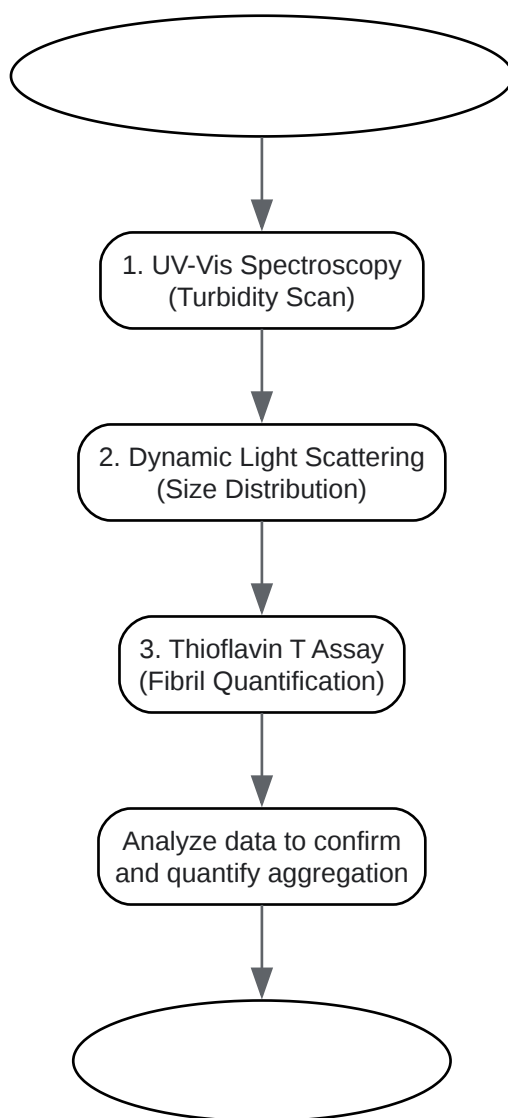 1. UV-Vis Spectroscopy
(Turbidity Scan)
2. Dynamic Light Scattering
(Size Distribution)
3. Thioflavin T Assay
(Fibril Quantification)
Analyze data to confirm
and quantify aggregation